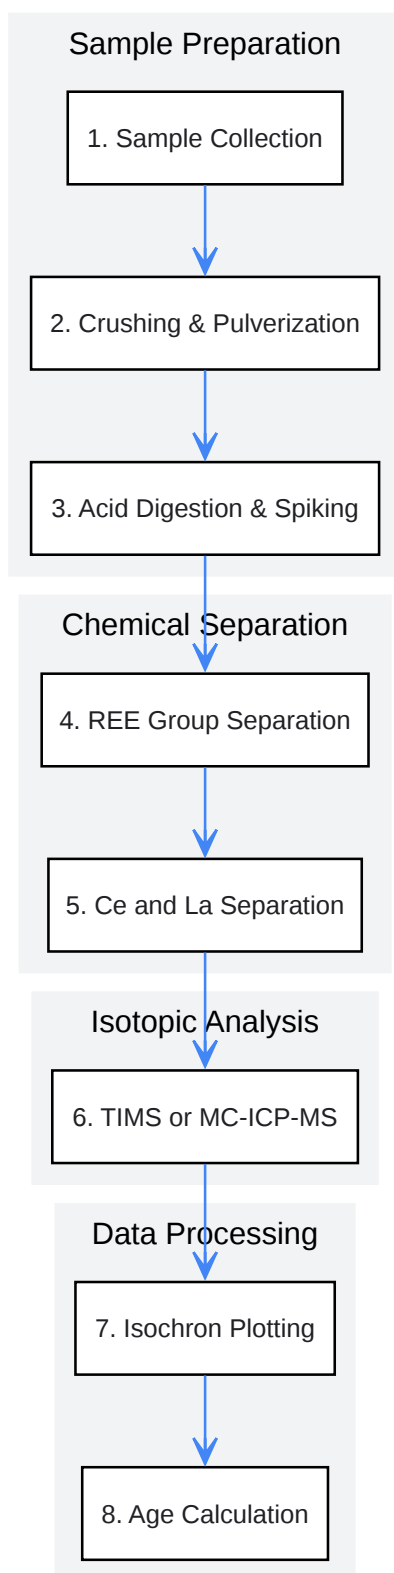 Sample Preparation
1. Sample Collection
2. Crushing & Pulverization
3. Acid Digestion & Spiking
Chemical Separation
4. REE Group Separation
5. Ce and La Separation
Isotopic Analysis
6. TIMS or MC-ICP-MS
Data Processing
7. Isochron Plotting
8. Age Calculation